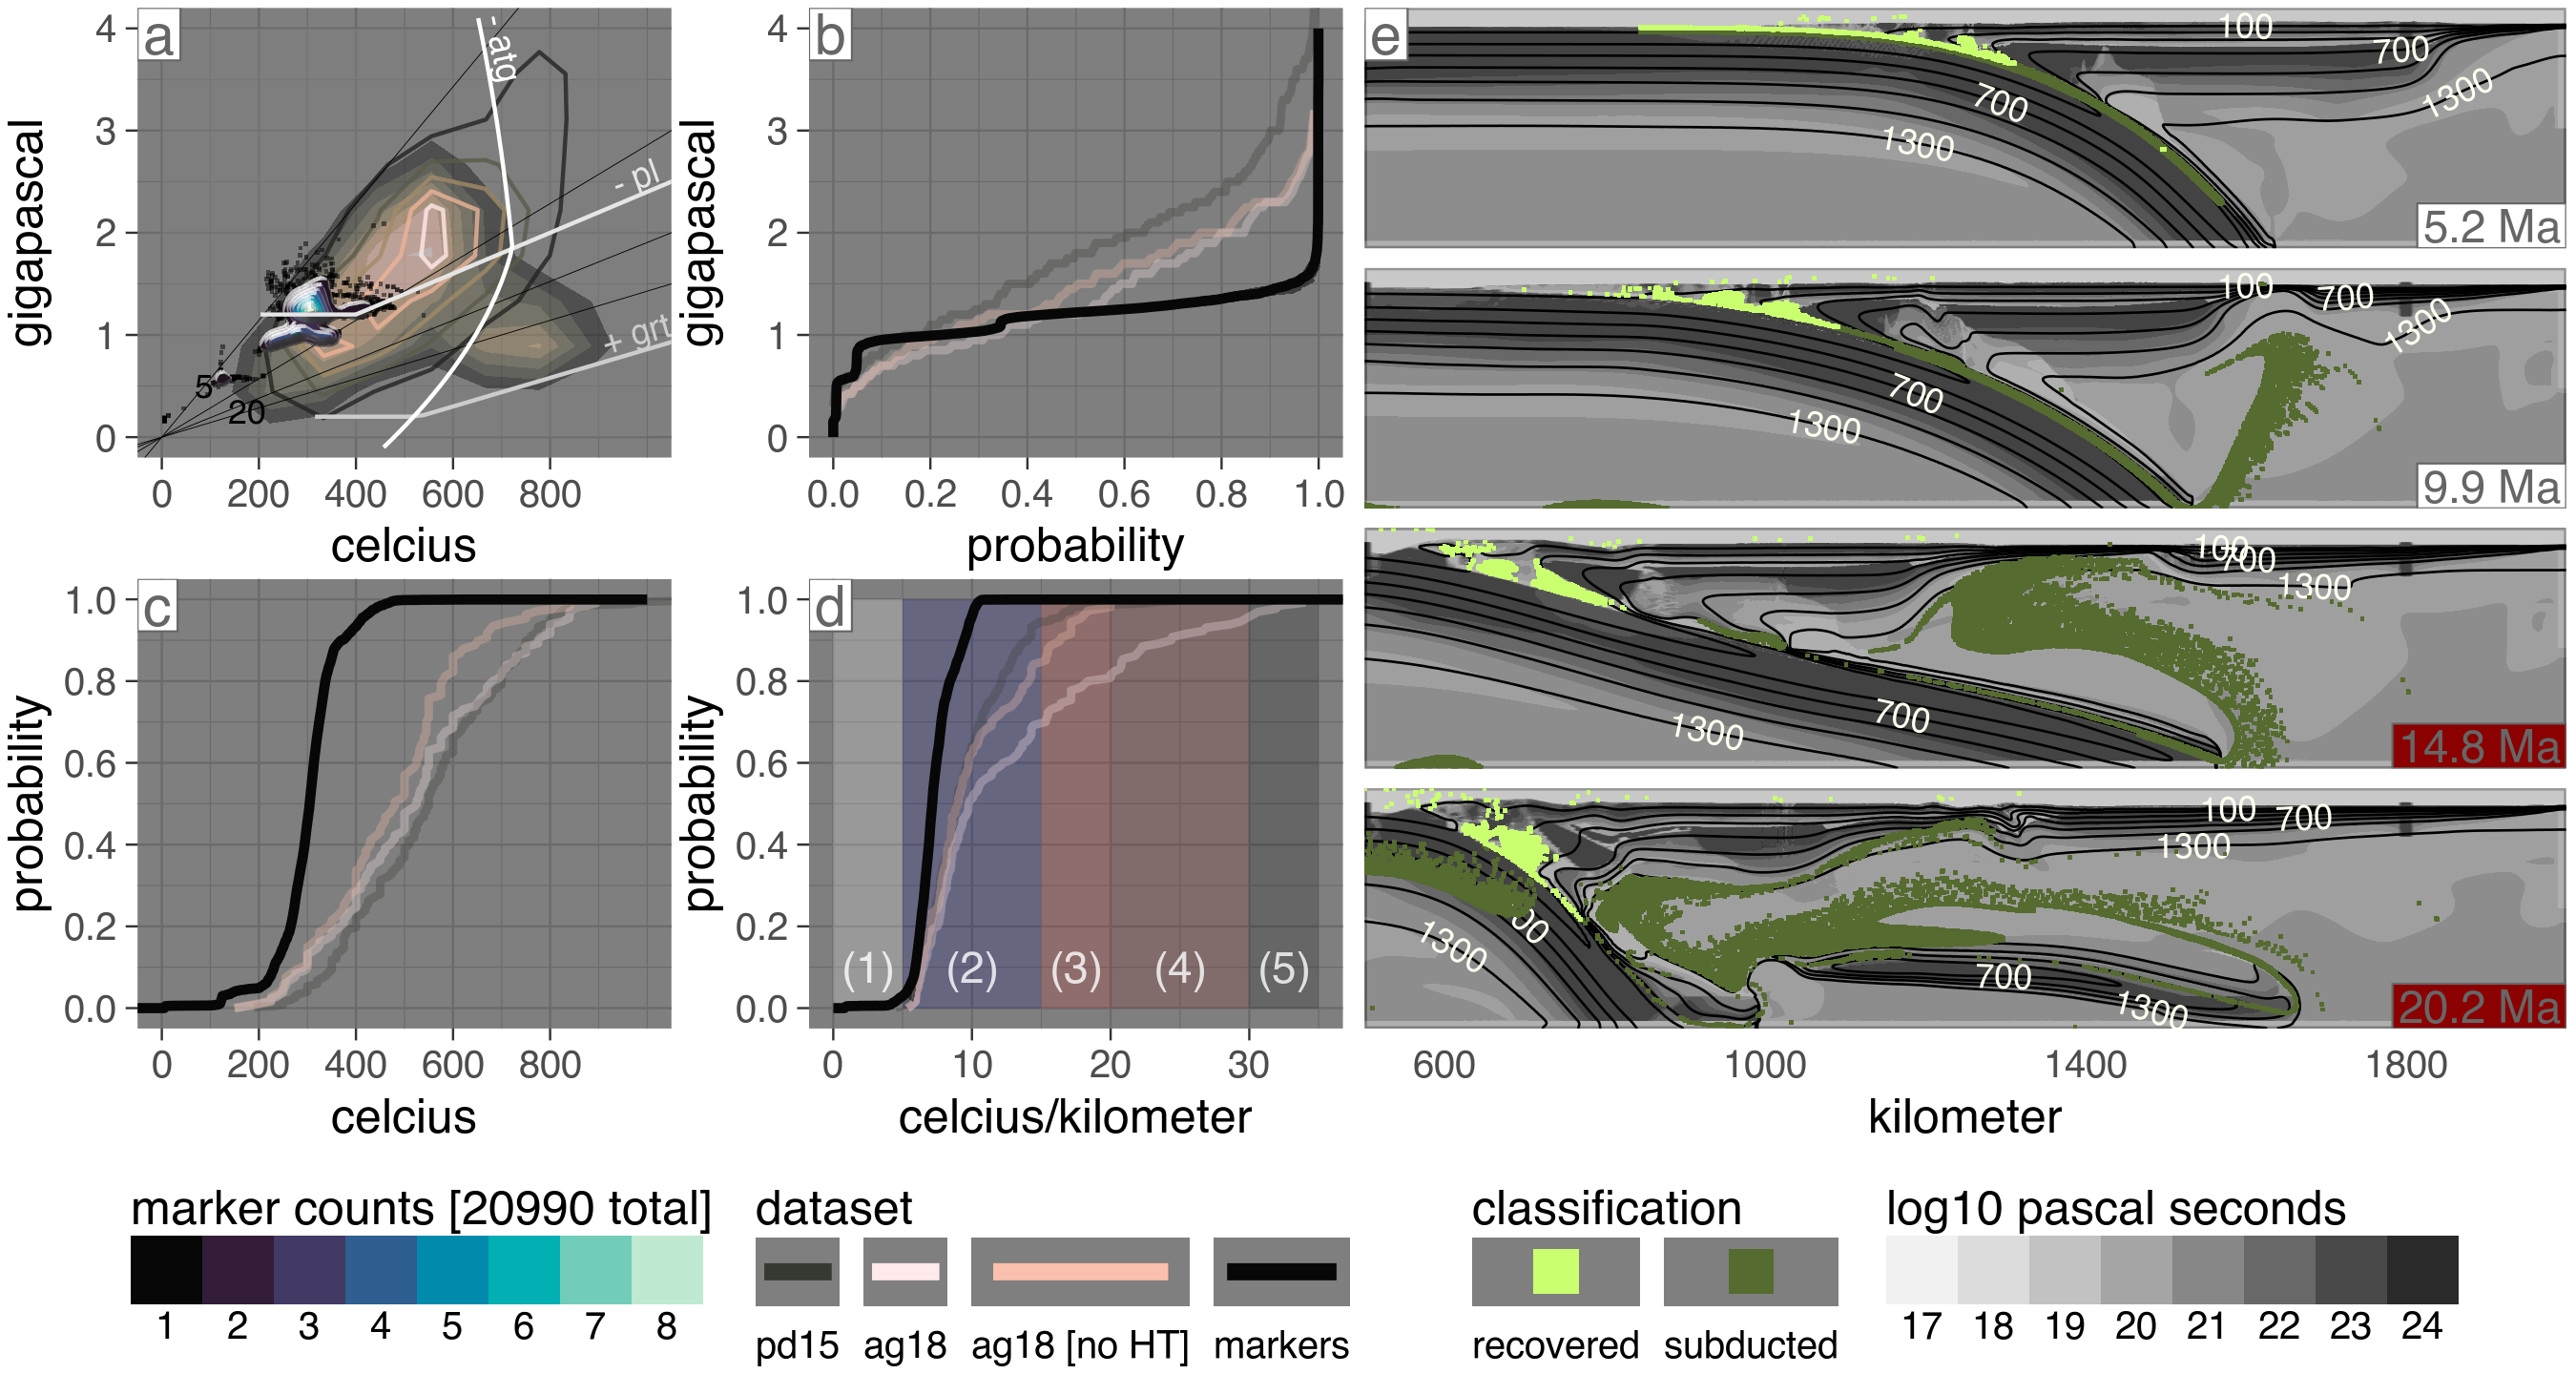 a
4
3
2
1
0
gigapascal
- atg
- pl
+ grt
5
20
0
200
400
600
800
celcius
b
4
3
2
1
0
gigapascal
0.0
0.2
0.4
0.6
0.8
1.0
probability
c
1.0
0.8
0.6
0.4
0.2
0.0
probability
0
200
400
600
800
celcius
d
1.0
0.8
0.6
0.4
0.2
0.0
probability
(1)
(2)
(3)
(4)
(5)
0
10
20
30
celcius/kilometer
e
100
700
1300
700
1300
5.2 Ma
100
700
1300
700
1300
9.9 Ma
100
700
1300
700
1300
14.8 Ma
100
700
1300
1300
700
1300
20.2 Ma
600
1000
1400
1800
kilometer
marker counts [20990 total]
1
2
3
4
5
6
7
8
dataset
pd15
ag18
ag18 [no HT]
markers
classification
recovered
subducted
log10 pascal seconds
17
18
19
20
21
22
23
24